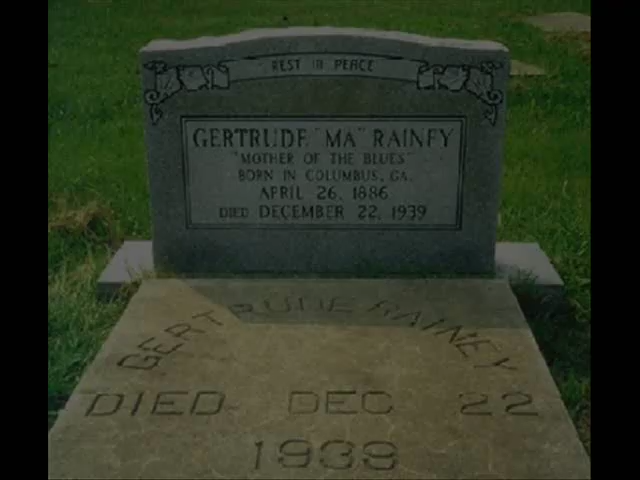 REST IN PEACE
GERTRUDE "MA" RAINEY
"MOTHER OF THE BLUES"
BORN IN COLUMBUS, GA.
APRIL 26, 1886
DIED DECEMBER 22, 1939
GERTRUDE RAINEY
DIED DEC 22
1939